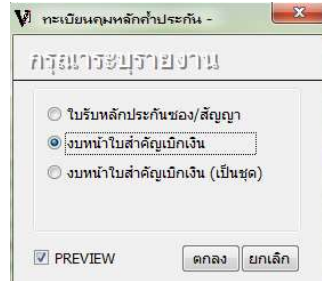 ทะเบียนคุมหลักค้ำประกัน -
กรุณาระบุรายงาน
ใบรับหลักประกันซอง/สัญญา
งบหน้าใบสำคัญเบิกเงิน
งบหน้าใบสำคัญเบิกเงิน (เป็นชุด)
PREVIEW ตกลง ยกเลิก